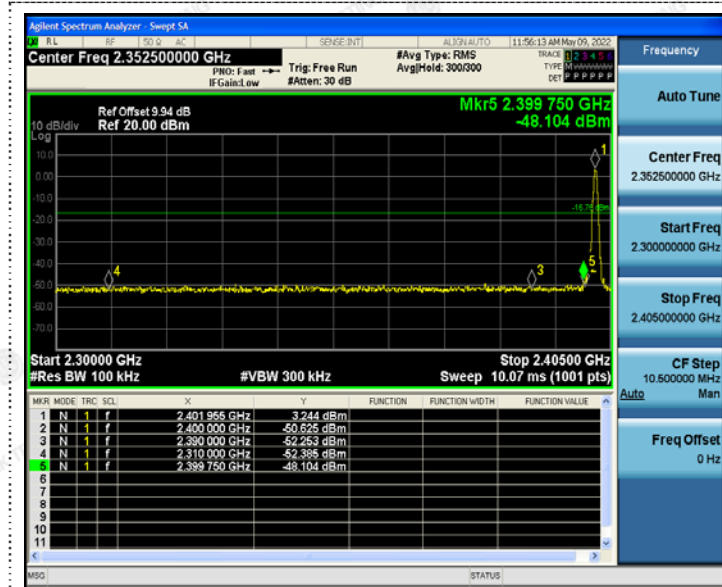 Agilent Spectrum Analyzer - Swept SA
RL RF 50 Ω AC SENSE:INT ALIGN AUTO 11:56:13 AM May 09, 2022
Center Freq 2.352500000 GHz
PNO: Fast
IFGain:Low
Trig: Free Run
#Atten: 30 dB
#Avg Type: RMS
Avg|Hold: 300/300
TRACE 1 2 3 4 5 6
TYPE M
DET P P P P P P
Ref Offset 9.94 dB
Ref 20.00 dBm
10 dB/div
Log
Mkr5 2.399 750 GHz
-48.104 dBm
10.0
0.00
-10.0
-20.0
-30.0
-40.0
-50.0
-60.0
-70.0
1
4
3
5
Start 2.30000 GHz
Stop 2.40500 GHz
#Res BW 100 kHz
#VBW 300 kHz
Sweep 10.07 ms (1001 pts)
MKR MODE TRC SCL X Y FUNCTION FUNCTION WIDTH FUNCTION VALUE
1 N 1 f 2.401 955 GHz 3.244 dBm
2 N 1 f 2.400 000 GHz -50.625 dBm
3 N 1 f 2.390 000 GHz -52.253 dBm
4 N 1 f 2.310 000 GHz -52.385 dBm
5 N 1 f 2.399 750 GHz -48.104 dBm
6
7
8
9
10
11
MSG STATUS
Frequency
Auto Tune
Center Freq
2.352500000 GHz
Start Freq
2.300000000 GHz
Stop Freq
2.405000000 GHz
CF Step
10.500000 MHz
Auto Man
Freq Offset
0 Hz